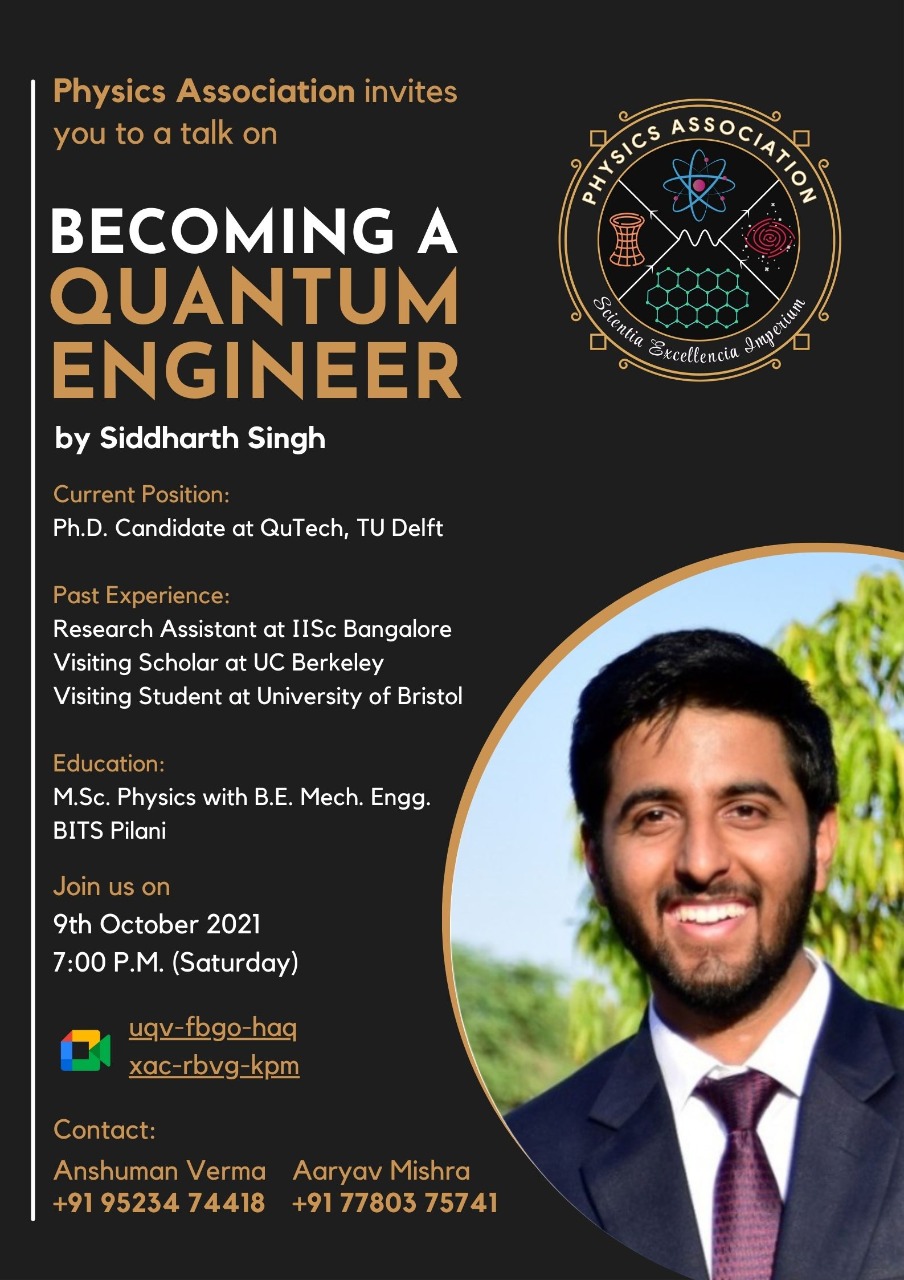 Physics Association invites
you to a talk on
BECOMING A
QUANTUM
ENGINEER
by Siddharth Singh
PHYSICS ASSOCIATION
Scientia Excellencia Imperium
Current Position:
Ph.D. Candidate at QuTech, TU Delft
Past Experience:
Research Assistant at IISc Bangalore
Visiting Scholar at UC Berkeley
Visiting Student at University of Bristol
Education:
M.Sc. Physics with B.E. Mech. Engg.
BITS Pilani
Join us on
9th October 2021
7:00 P.M. (Saturday)
uqv-fbgo-haq
xac-rbvg-kpm
Contact:
Anshuman Verma Aaryav Mishra
+91 95234 74418 +91 77803 75741